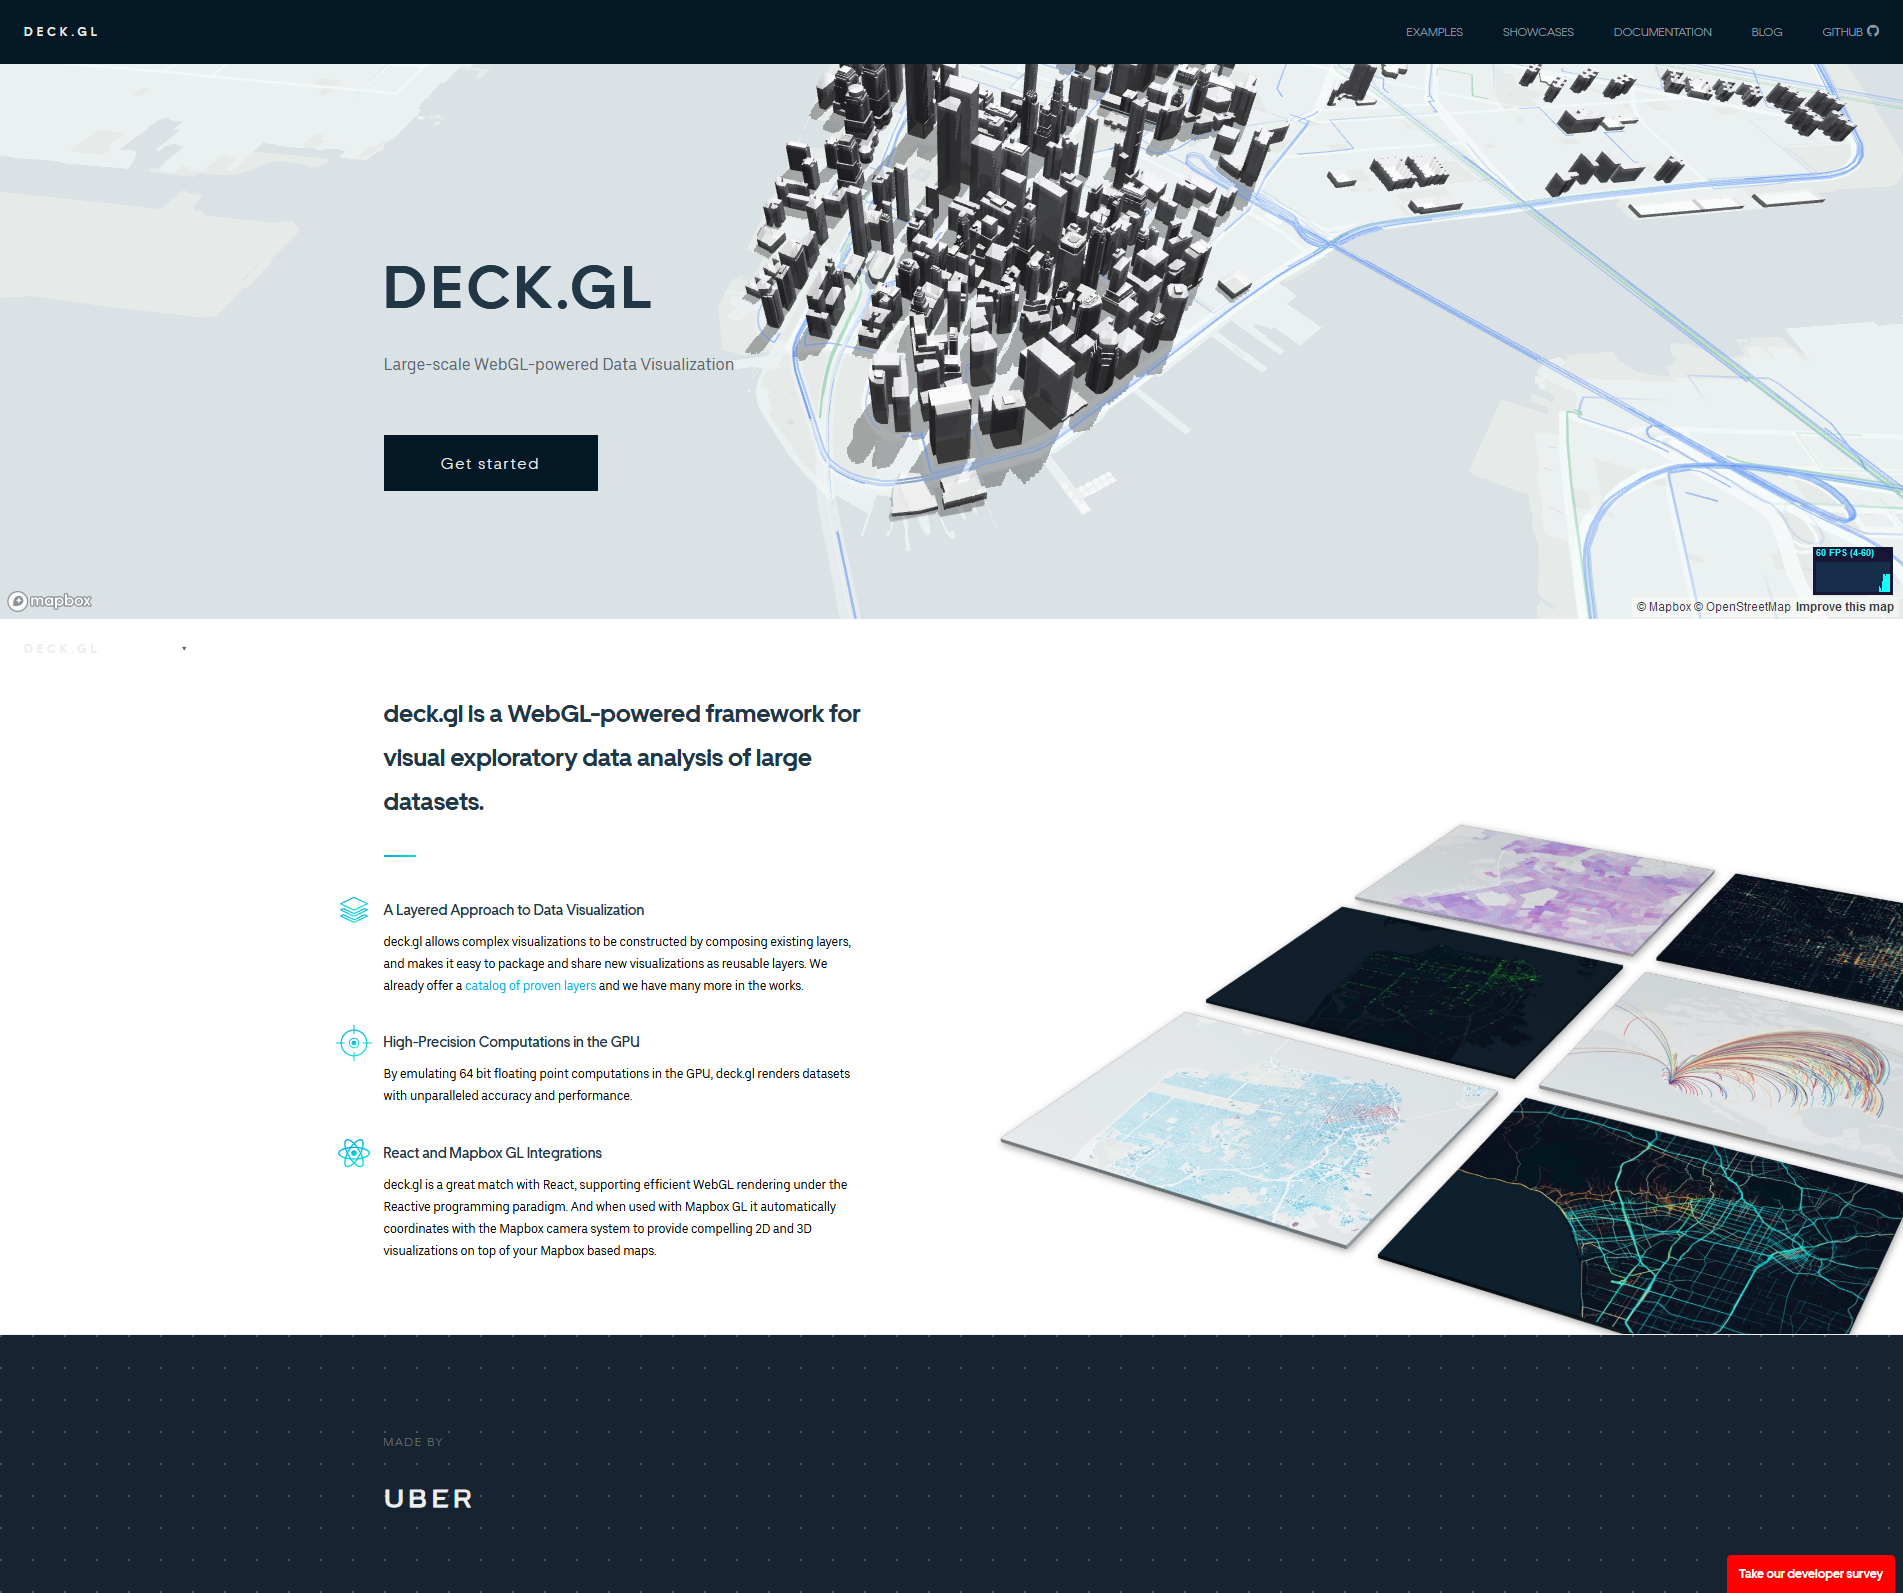 DECK.GL
EXAMPLES SHOWCASES DOCUMENTATION BLOG GITHUB
DECK.GL
Large-scale WebGL-powered Data Visualization
Get started
60 FPS (4-60)
mapbox
© Mapbox © OpenStreetMap Improve this map
DECK.GL
deck.gl is a WebGL-powered framework for
visual exploratory data analysis of large
datasets.
A Layered Approach to Data Visualization
deck.gl allows complex visualizations to be constructed by composing existing layers,
and makes it easy to package and share new visualizations as reusable layers. We
already offer a catalog of proven layers and we have many more in the works.
High-Precision Computations in the GPU
By emulating 64 bit floating point computations in the GPU, deck.gl renders datasets
with unparalleled accuracy and performance.
React and Mapbox GL Integrations
deck.gl is a great match with React, supporting efficient WebGL rendering under the
Reactive programming paradigm. And when used with Mapbox GL it automatically
coordinates with the Mapbox camera system to provide compelling 2D and 3D
visualizations on top of your Mapbox based maps.
MADE BY
UBER
Take our developer survey